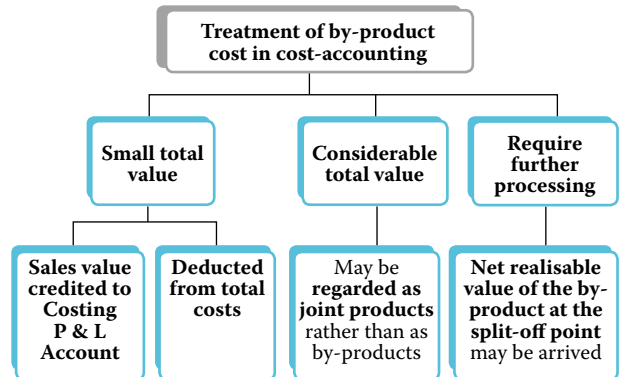 Treatment of by-product
cost in cost-accounting
Small total
value
Considerable
total value
Require
further
processing
Sales value
credited to
Costing
P & L
Account
Deducted
from total
costs
May be
regarded as
joint products
rather than as
by-products
Net realisable
value of the by-
product at the
split-off point
may be arrived